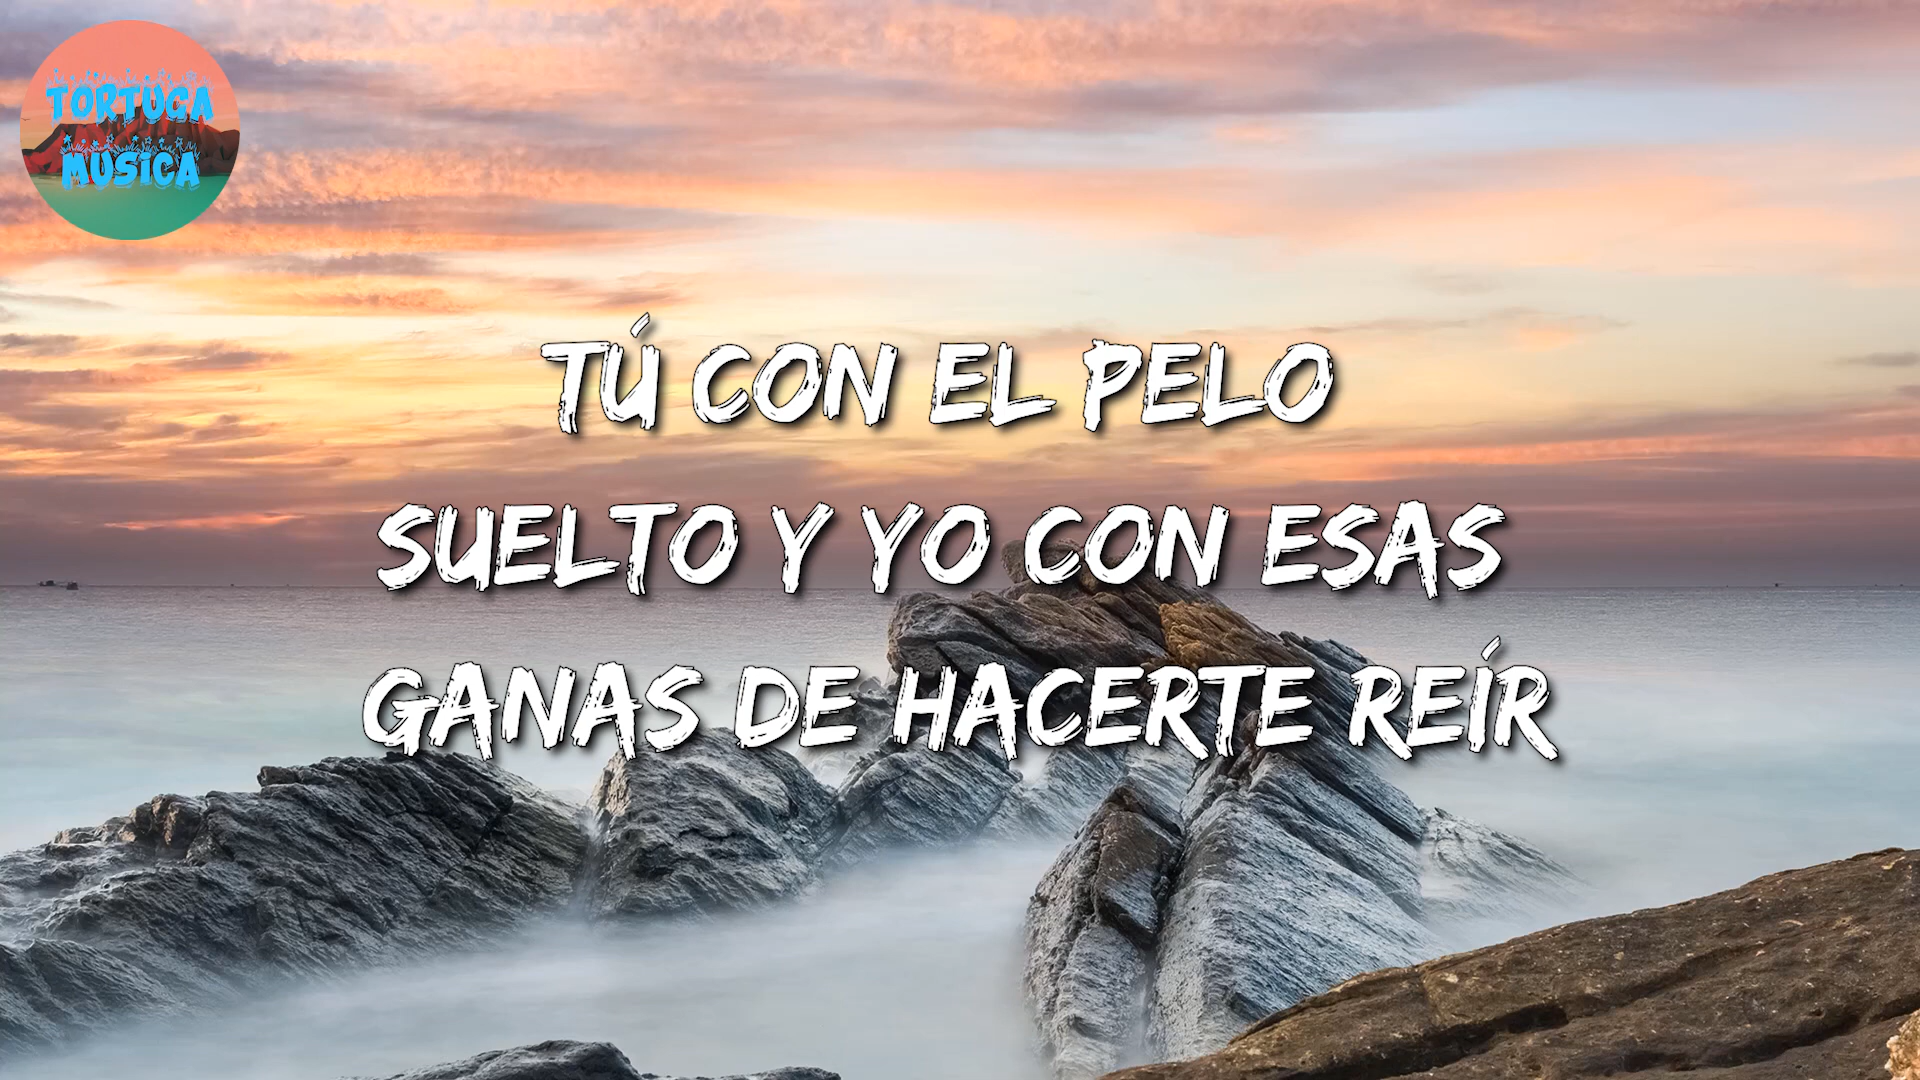 TORTUGA
MUSICA
TÚ CON EL PELO
SUELTO Y YO CON ESAS
GANAS DE HACERTE REÍR